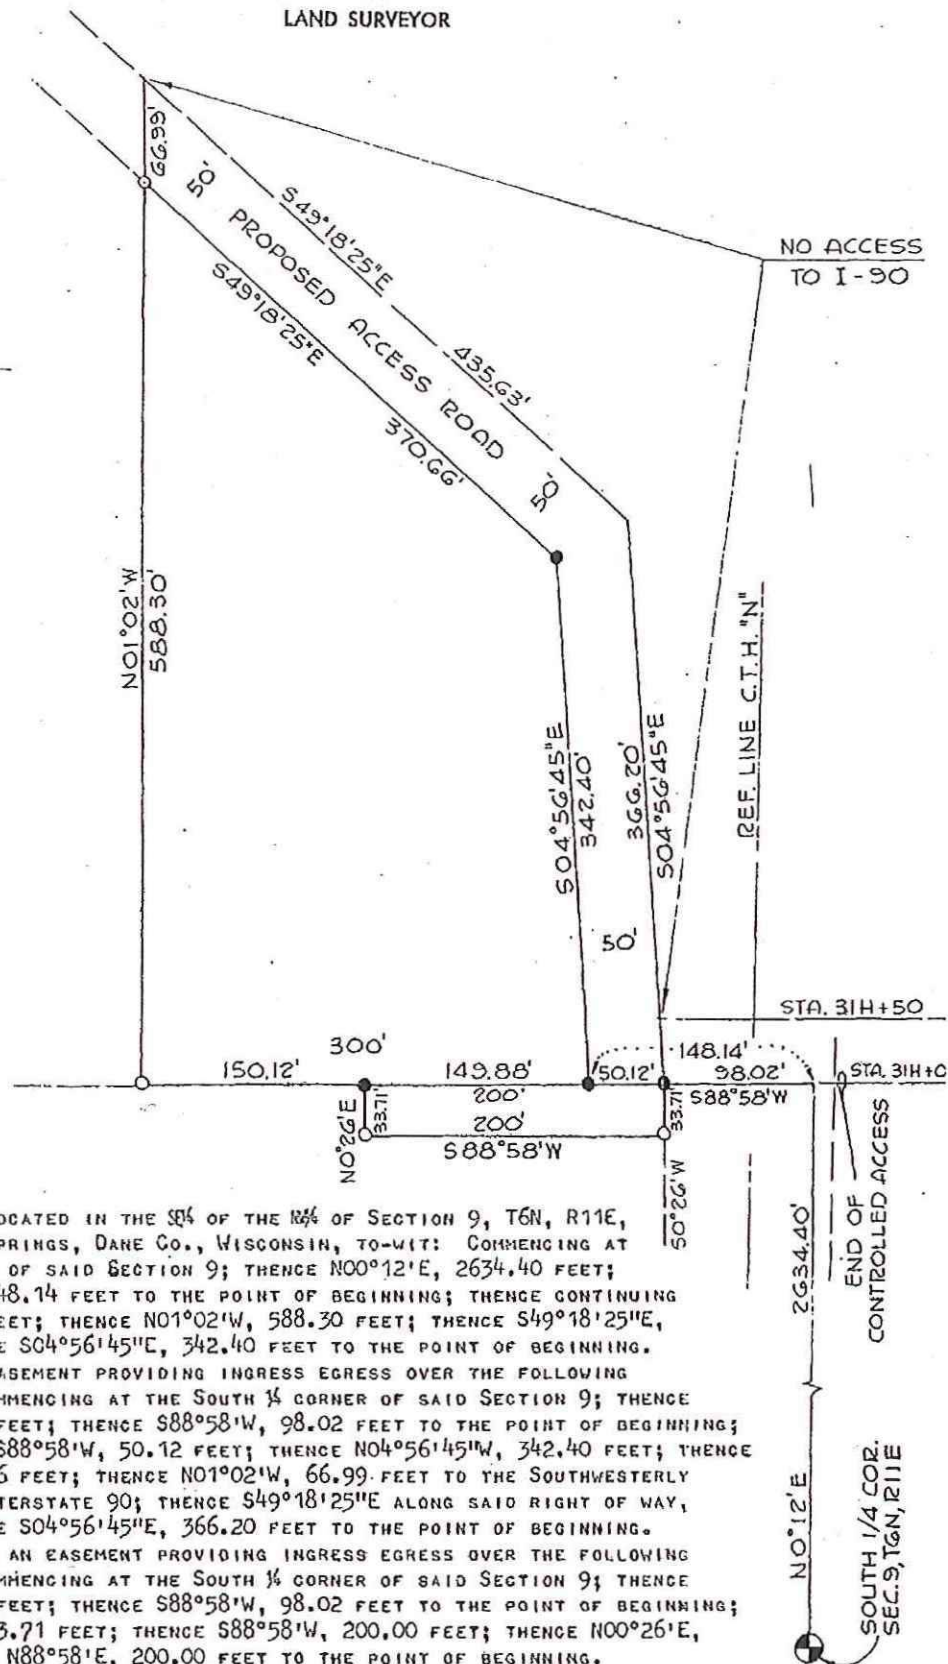 LAND SURVEYOR
66.99'
50'
PROPOSED ACCESS ROAD
50'
S49°18'25"E
435.63'
S49°18'25"E
370.66'
NO ACCESS
TO I-90
N01°02'W
588.30'
S04°56'45"E
342.40'
366.20'
S04°56'45"E
REF. LINE C.T.H. "N"
50'
STA. 31H+50
300'
148.14'
150.12'
149.88'
50.12'
98.02'
STA. 31H+0
200'
S88°58'W
N0°26'E
33.71'
200'
33.71'
S88°58'W
S0°26'W
END OF
CONTROLLED ACCESS
2634.40'
N0°12'E
SOUTH 1/4 COR.
SEC. 9, T6N, R11E
OCATED IN THE OF THE OF SECTION 9, T6N, R11E,
PRINGS, DANE CO., WISCONSIN, TO-WIT: COMMENCING AT
OF SAID SECTION 9; THENCE N00°12'E, 2634.40 FEET;
48.14 FEET TO THE POINT OF BEGINNING; THENCE CONTINUING
EET; THENCE N01°02'W, 588.30 FEET; THENCE S49°18'25"E,
E S04°56'45"E, 342.40 FEET TO THE POINT OF BEGINNING.
ASEMENT PROVIDING INGRESS EGRESS OVER THE FOLLOWING
MMENCING AT THE SOUTH ¼ CORNER OF SAID SECTION 9; THENCE
FEET; THENCE S88°58'W, 98.02 FEET TO THE POINT OF BEGINNING;
S88°58'W, 50.12 FEET; THENCE N04°56'45"W, 342.40 FEET; THENCE
6 FEET; THENCE N01°02'W, 66.99 FEET TO THE SOUTHWESTERLY
TERSTATE 90; THENCE S49°18'25"E ALONG SAID RIGHT OF WAY,
E S04°56'45"E, 366.20 FEET TO THE POINT OF BEGINNING.
AN EASEMENT PROVIDING INGRESS EGRESS OVER THE FOLLOWING
MMENCING AT THE SOUTH ¼ CORNER OF SAID SECTION 9; THENCE
FEET; THENCE S88°58'W, 98.02 FEET TO THE POINT OF BEGINNING;
3.71 FEET; THENCE S88°58'W, 200.00 FEET; THENCE N00°26'E,
N88°58'E, 200.00 FEET TO THE POINT OF BEGINNING.